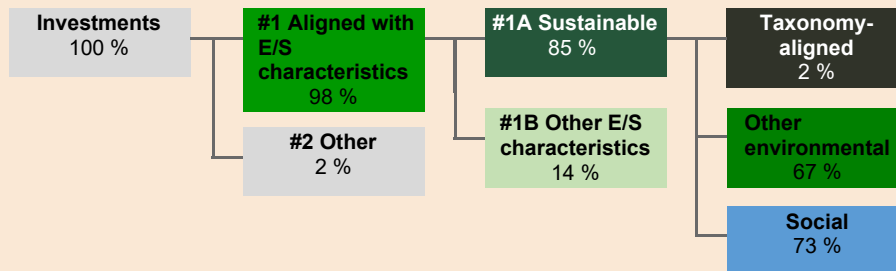 Investments
100 %
#1 Aligned with
E/S
characteristics
98 %
#2 Other
2 %
#1A Sustainable
85 %
#1B Other E/S
characteristics
14 %
Taxonomy-
aligned
2 %
Other
environmental
67 %
Social
73 %